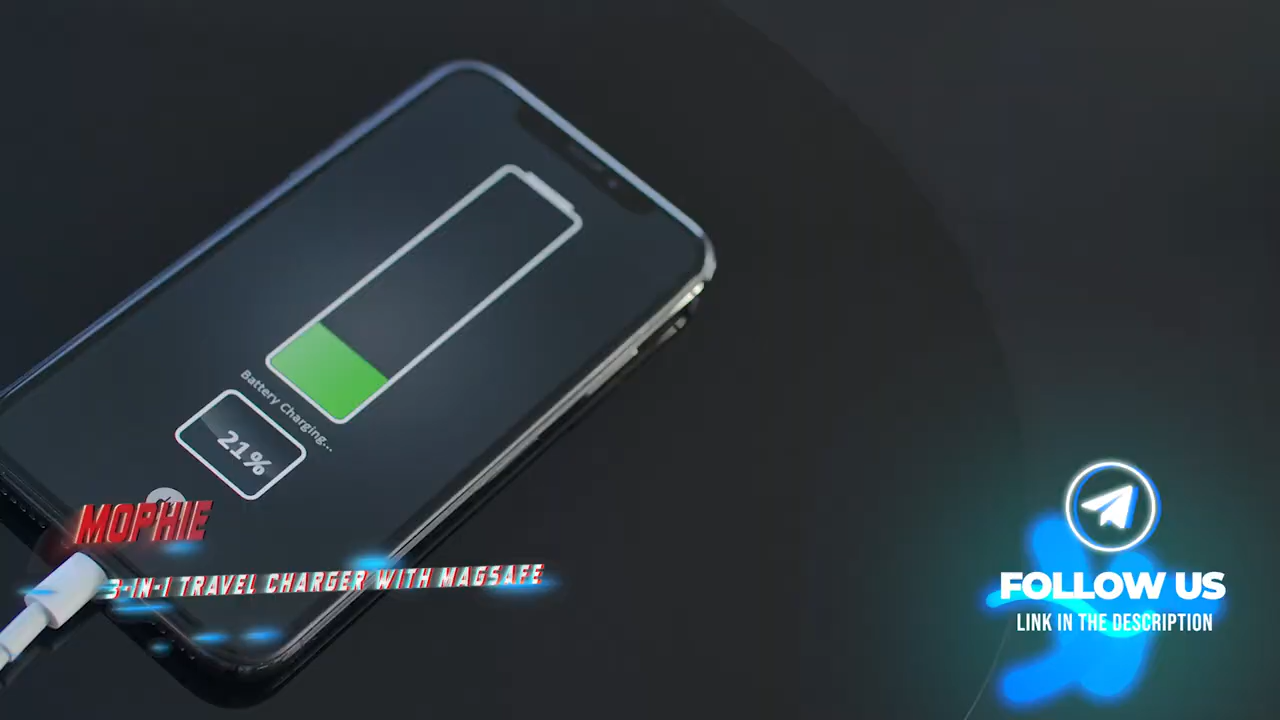 Battery Charging...
21%
MOPHIE
3-IN-1 TRAVEL CHARGER WITH MAGSAFE
FOLLOW US
LINK IN THE DESCRIPTION